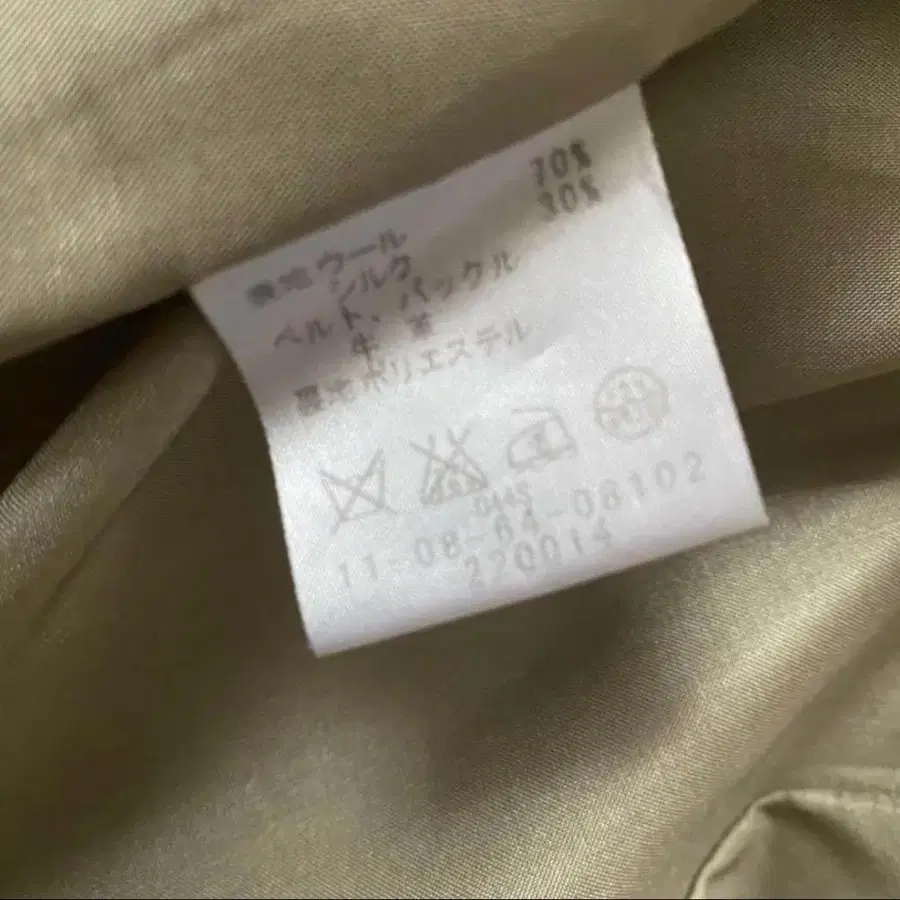 表地ウール 70%
シルク 30%
ベルト、バックル
牛 革
裏地ポリエステル
11-08-64-08102
220014